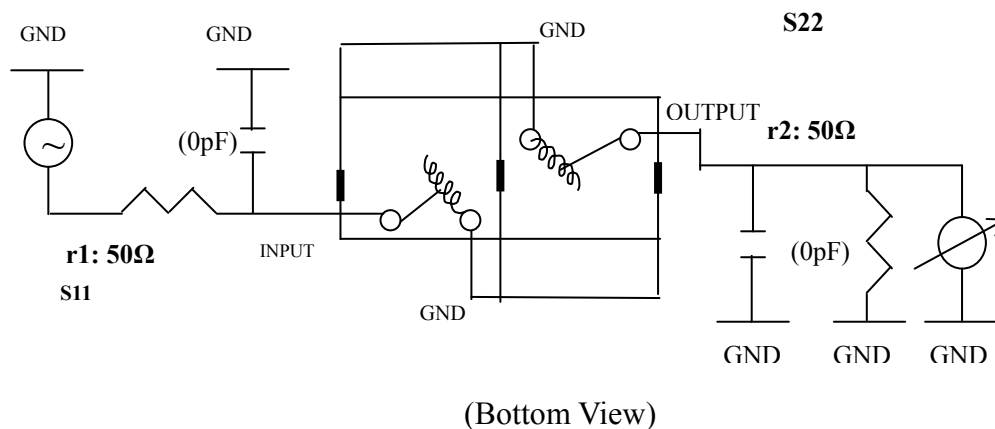 GND
GND
GND
S22
OUTPUT
r2: 50Ω
(0pF)
~
r1: 50Ω
INPUT
S11
GND
(0pF)
GND
GND
GND
(Bottom View)